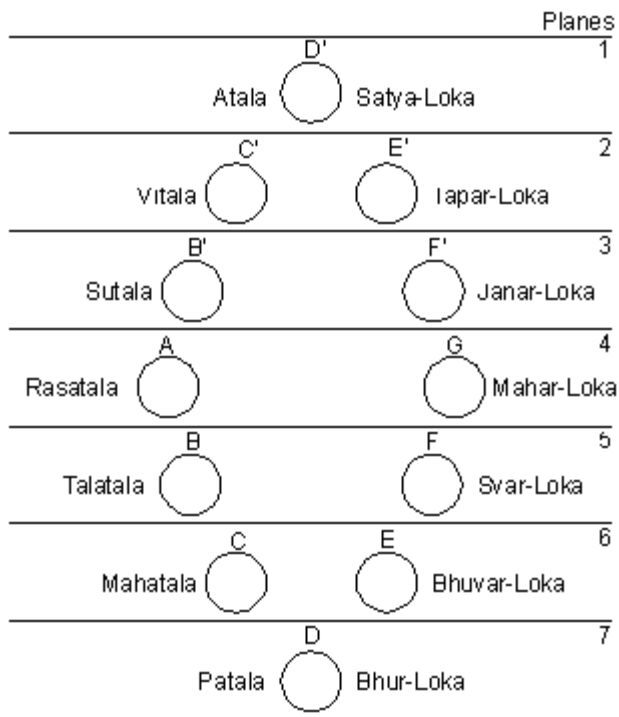 Planes
D' 1
Atala Satya-Loka
C' E' 2
Vitala Iapar-Loka
B' F' 3
Sutala Janar-Loka
A G 4
Rasatala Mahar-Loka
B F 5
Talatala Svar-Loka
C E 6
Mahatala Bhuvar-Loka
D 7
Patala Bhur-Loka